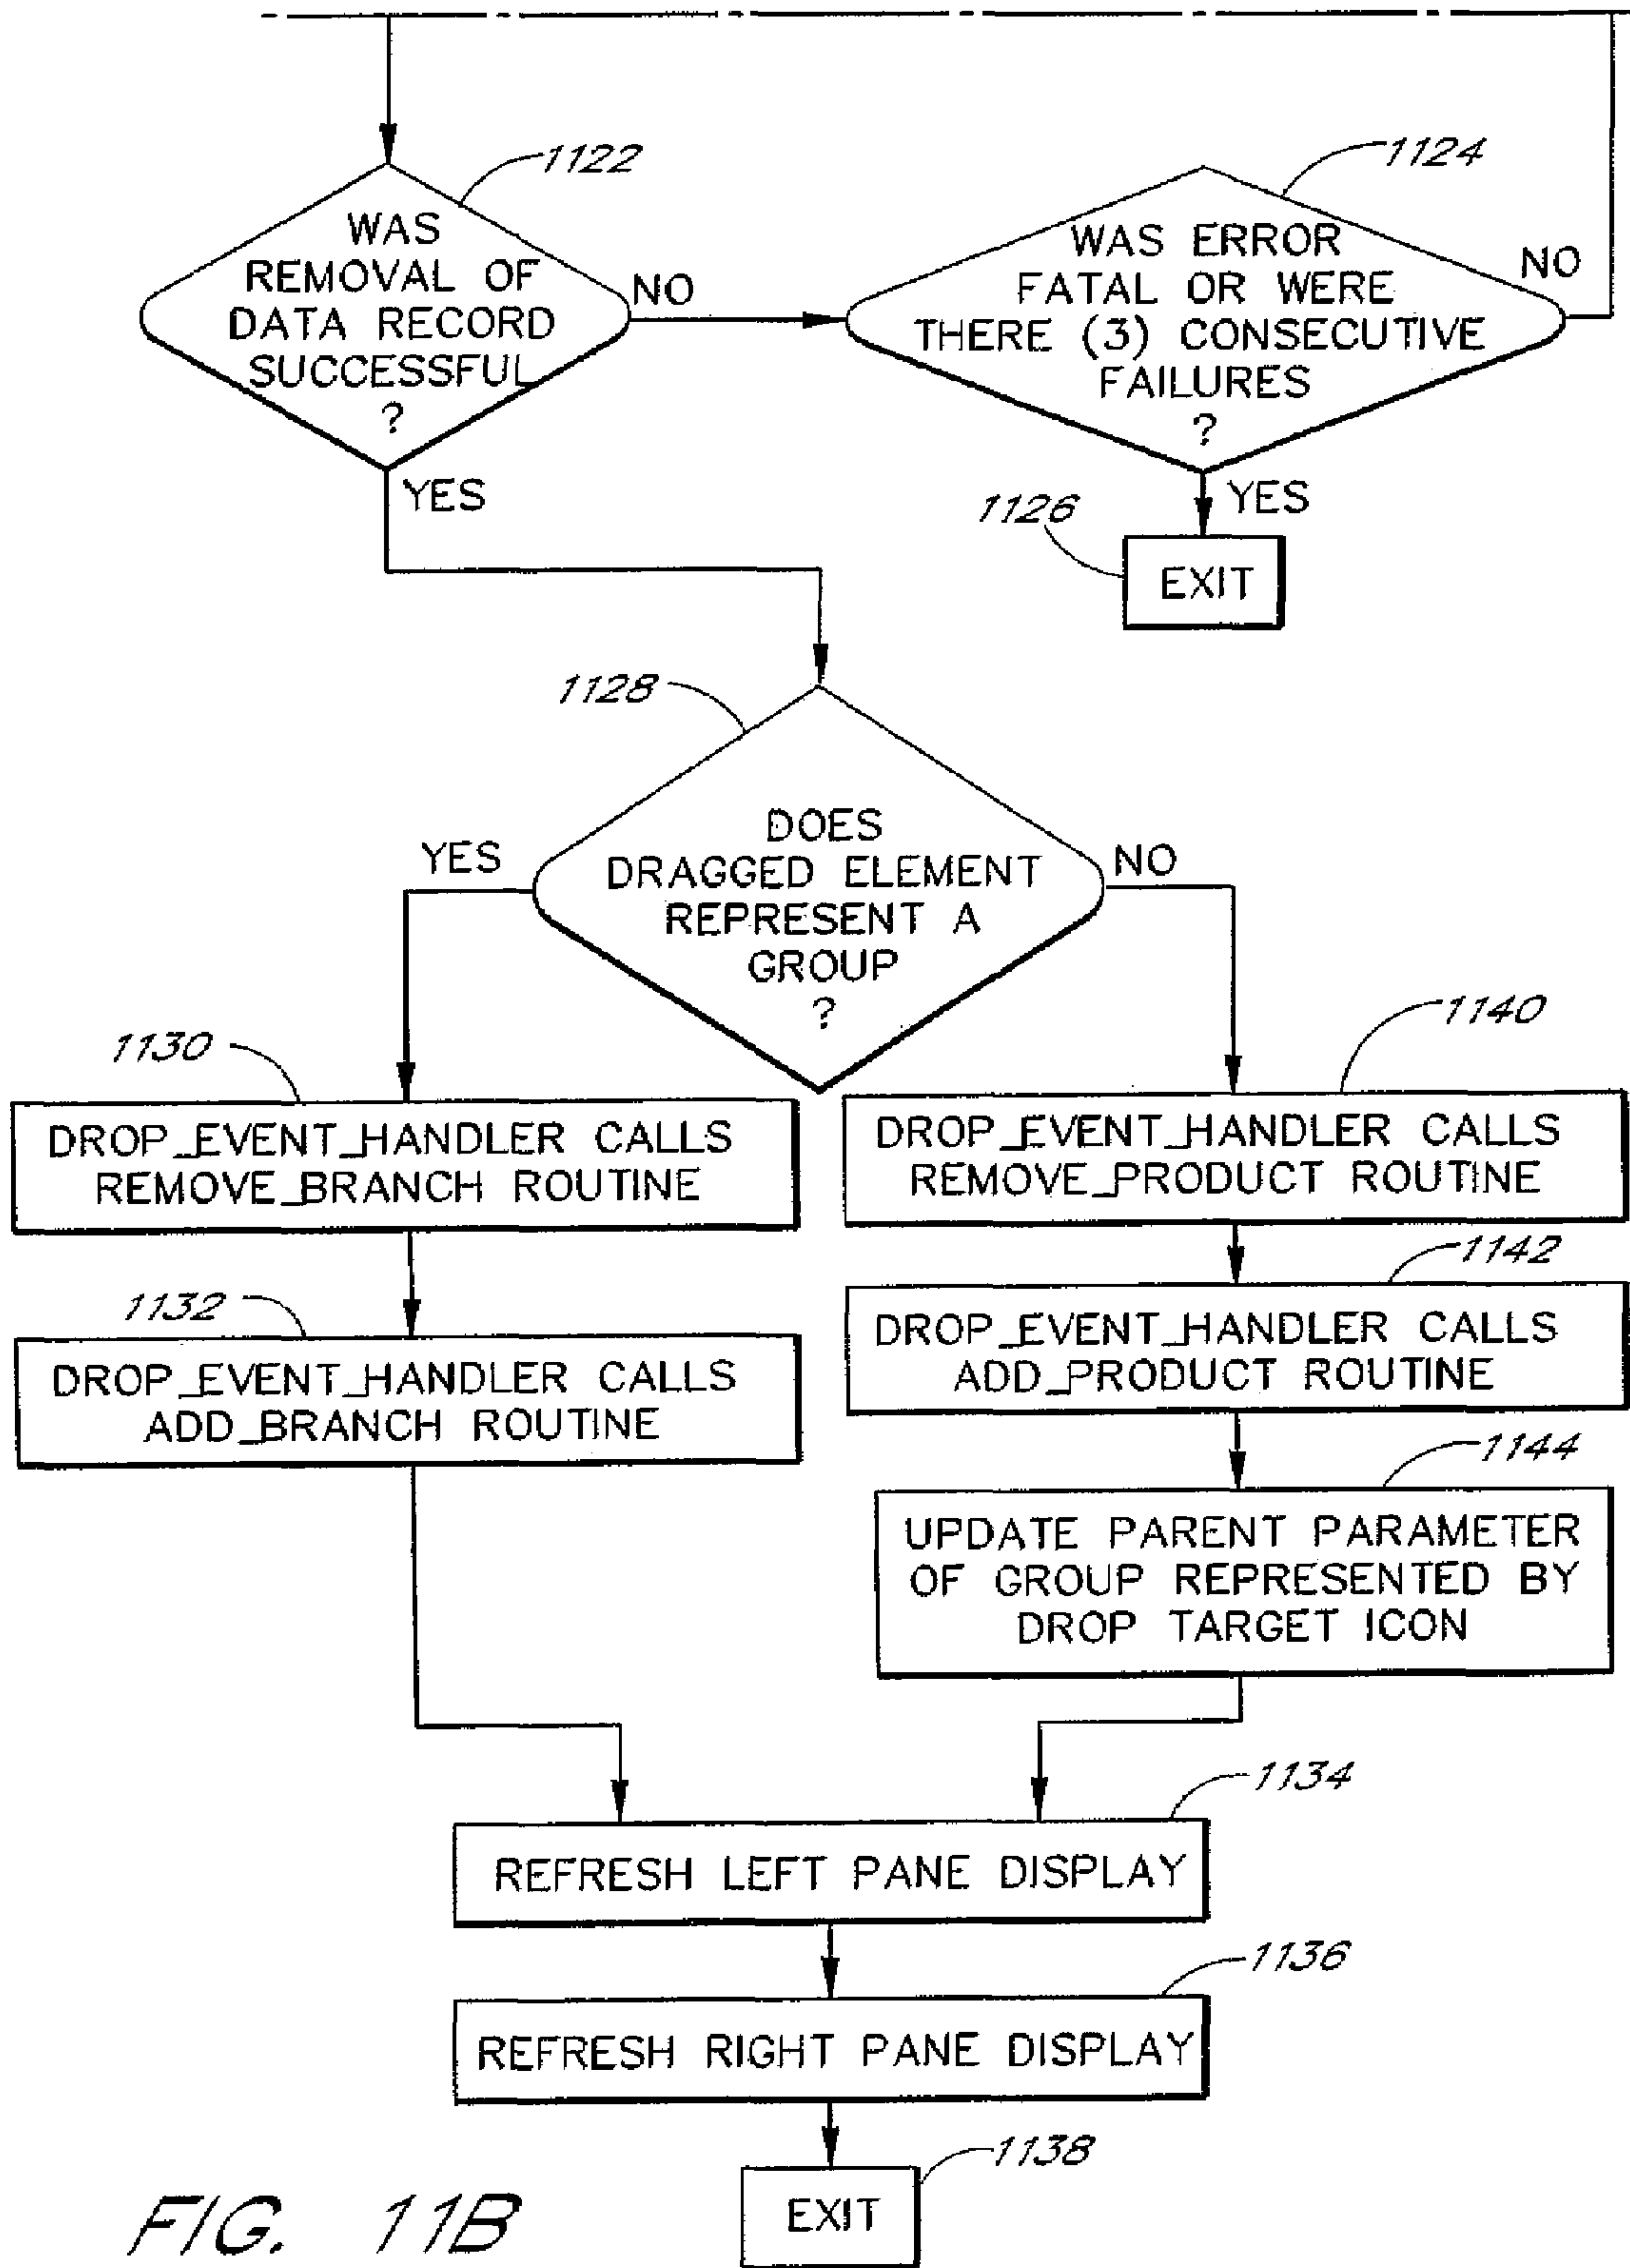 1122
WAS
REMOVAL OF
DATA RECORD
SUCCESSFUL
?
NO
YES
1124
WAS ERROR
FATAL OR WERE
THERE (3) CONSECUTIVE
FAILURES
?
NO
YES
1126
EXIT
1128
DOES
DRAGGED ELEMENT
REPRESENT A
GROUP
?
YES
NO
1130
DROP_EVENT_HANDLER CALLS
REMOVE_BRANCH ROUTINE
1132
DROP_EVENT_HANDLER CALLS
ADD_BRANCH ROUTINE
1140
DROP_EVENT_HANDLER CALLS
REMOVE_PRODUCT ROUTINE
1142
DROP_EVENT_HANDLER CALLS
ADD_PRODUCT ROUTINE
1144
UPDATE PARENT PARAMETER
OF GROUP REPRESENTED BY
DROP TARGET ICON
1134
REFRESH LEFT PANE DISPLAY
1136
REFRESH RIGHT PANE DISPLAY
1138
EXIT
FIG. 11B